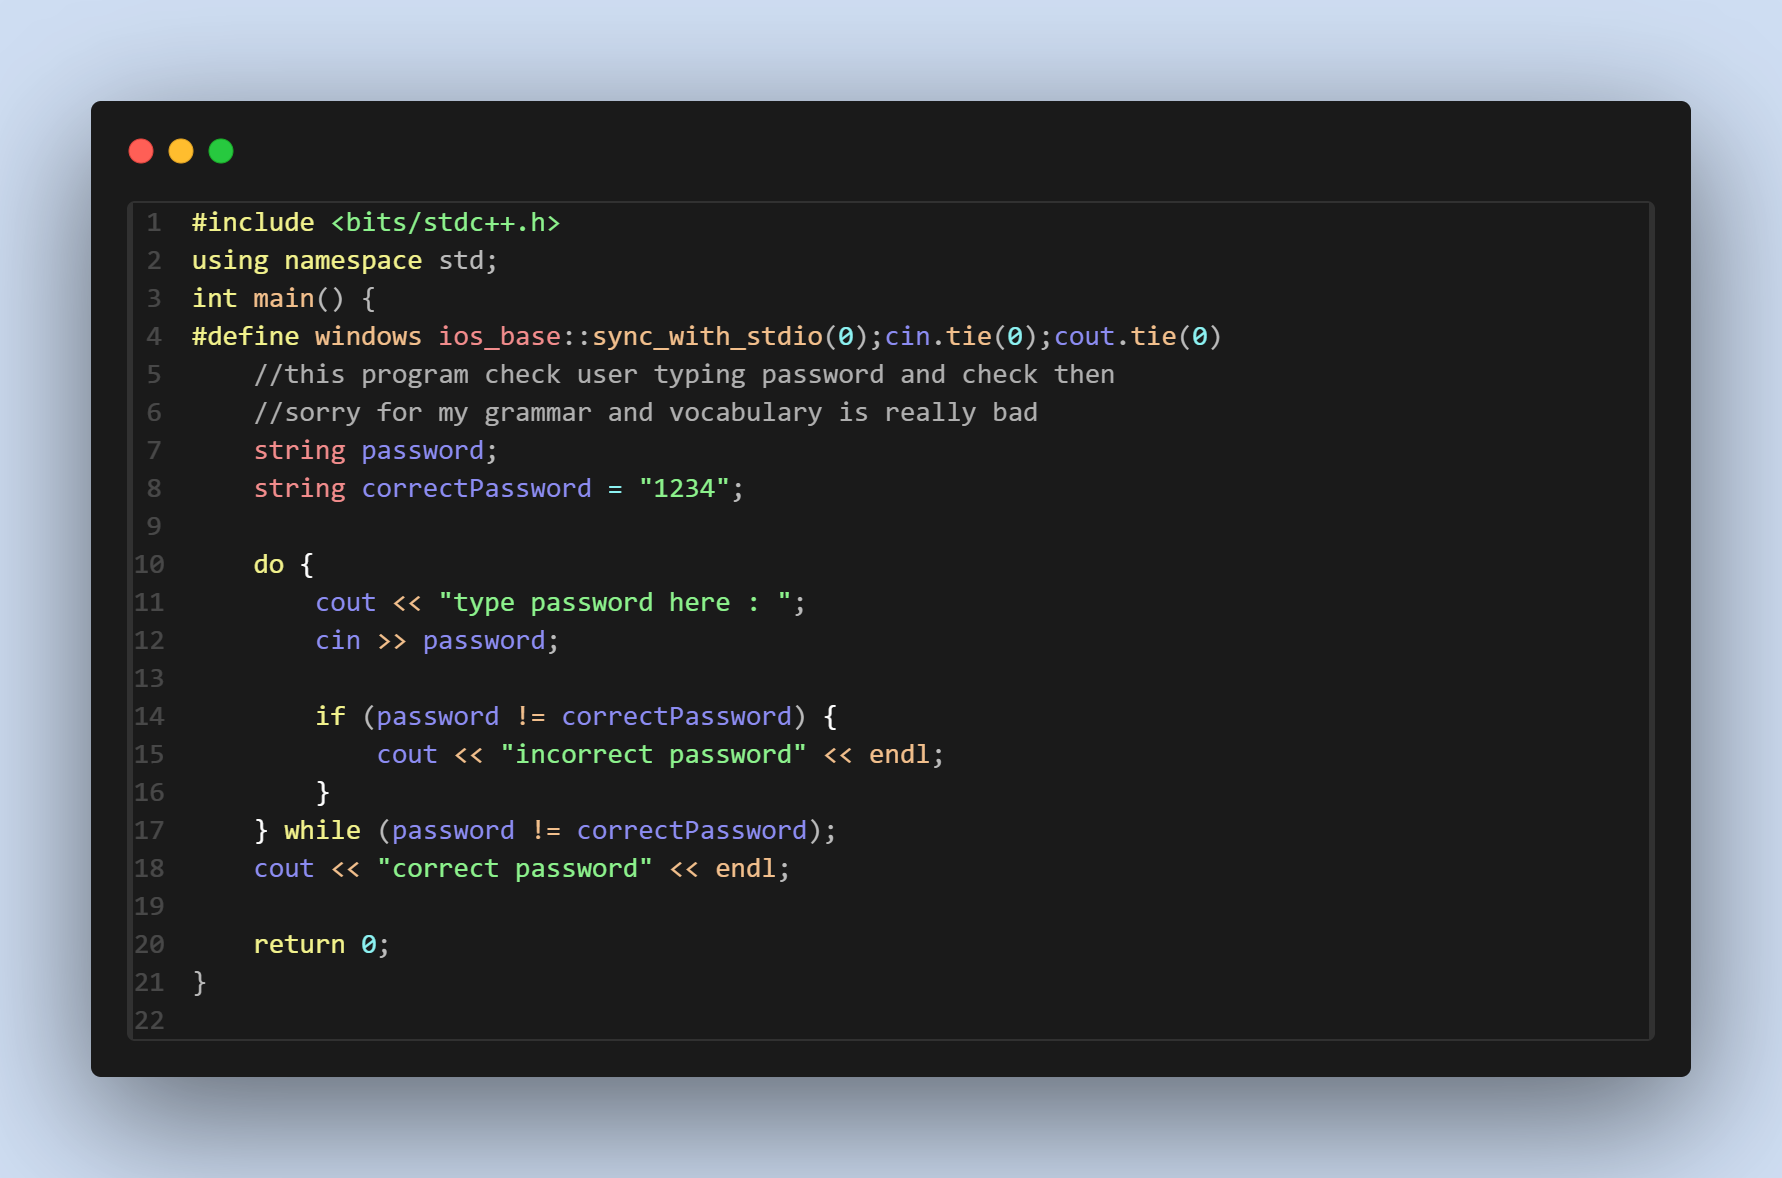 1 #include <bits/stdc++.h>
2 using namespace std;
3 int main() {
4 #define windows ios_base::sync_with_stdio(0);cin.tie(0);cout.tie(0)
5     //this program check user typing password and check then
6     //sorry for my grammar and vocabulary is really bad
7     string password;
8     string correctPassword = "1234";
9
10     do {
11         cout << "type password here : ";
12         cin >> password;
13
14         if (password != correctPassword) {
15             cout << "incorrect password" << endl;
16         }
17     } while (password != correctPassword);
18     cout << "correct password" << endl;
19
20     return 0;
21 }
22